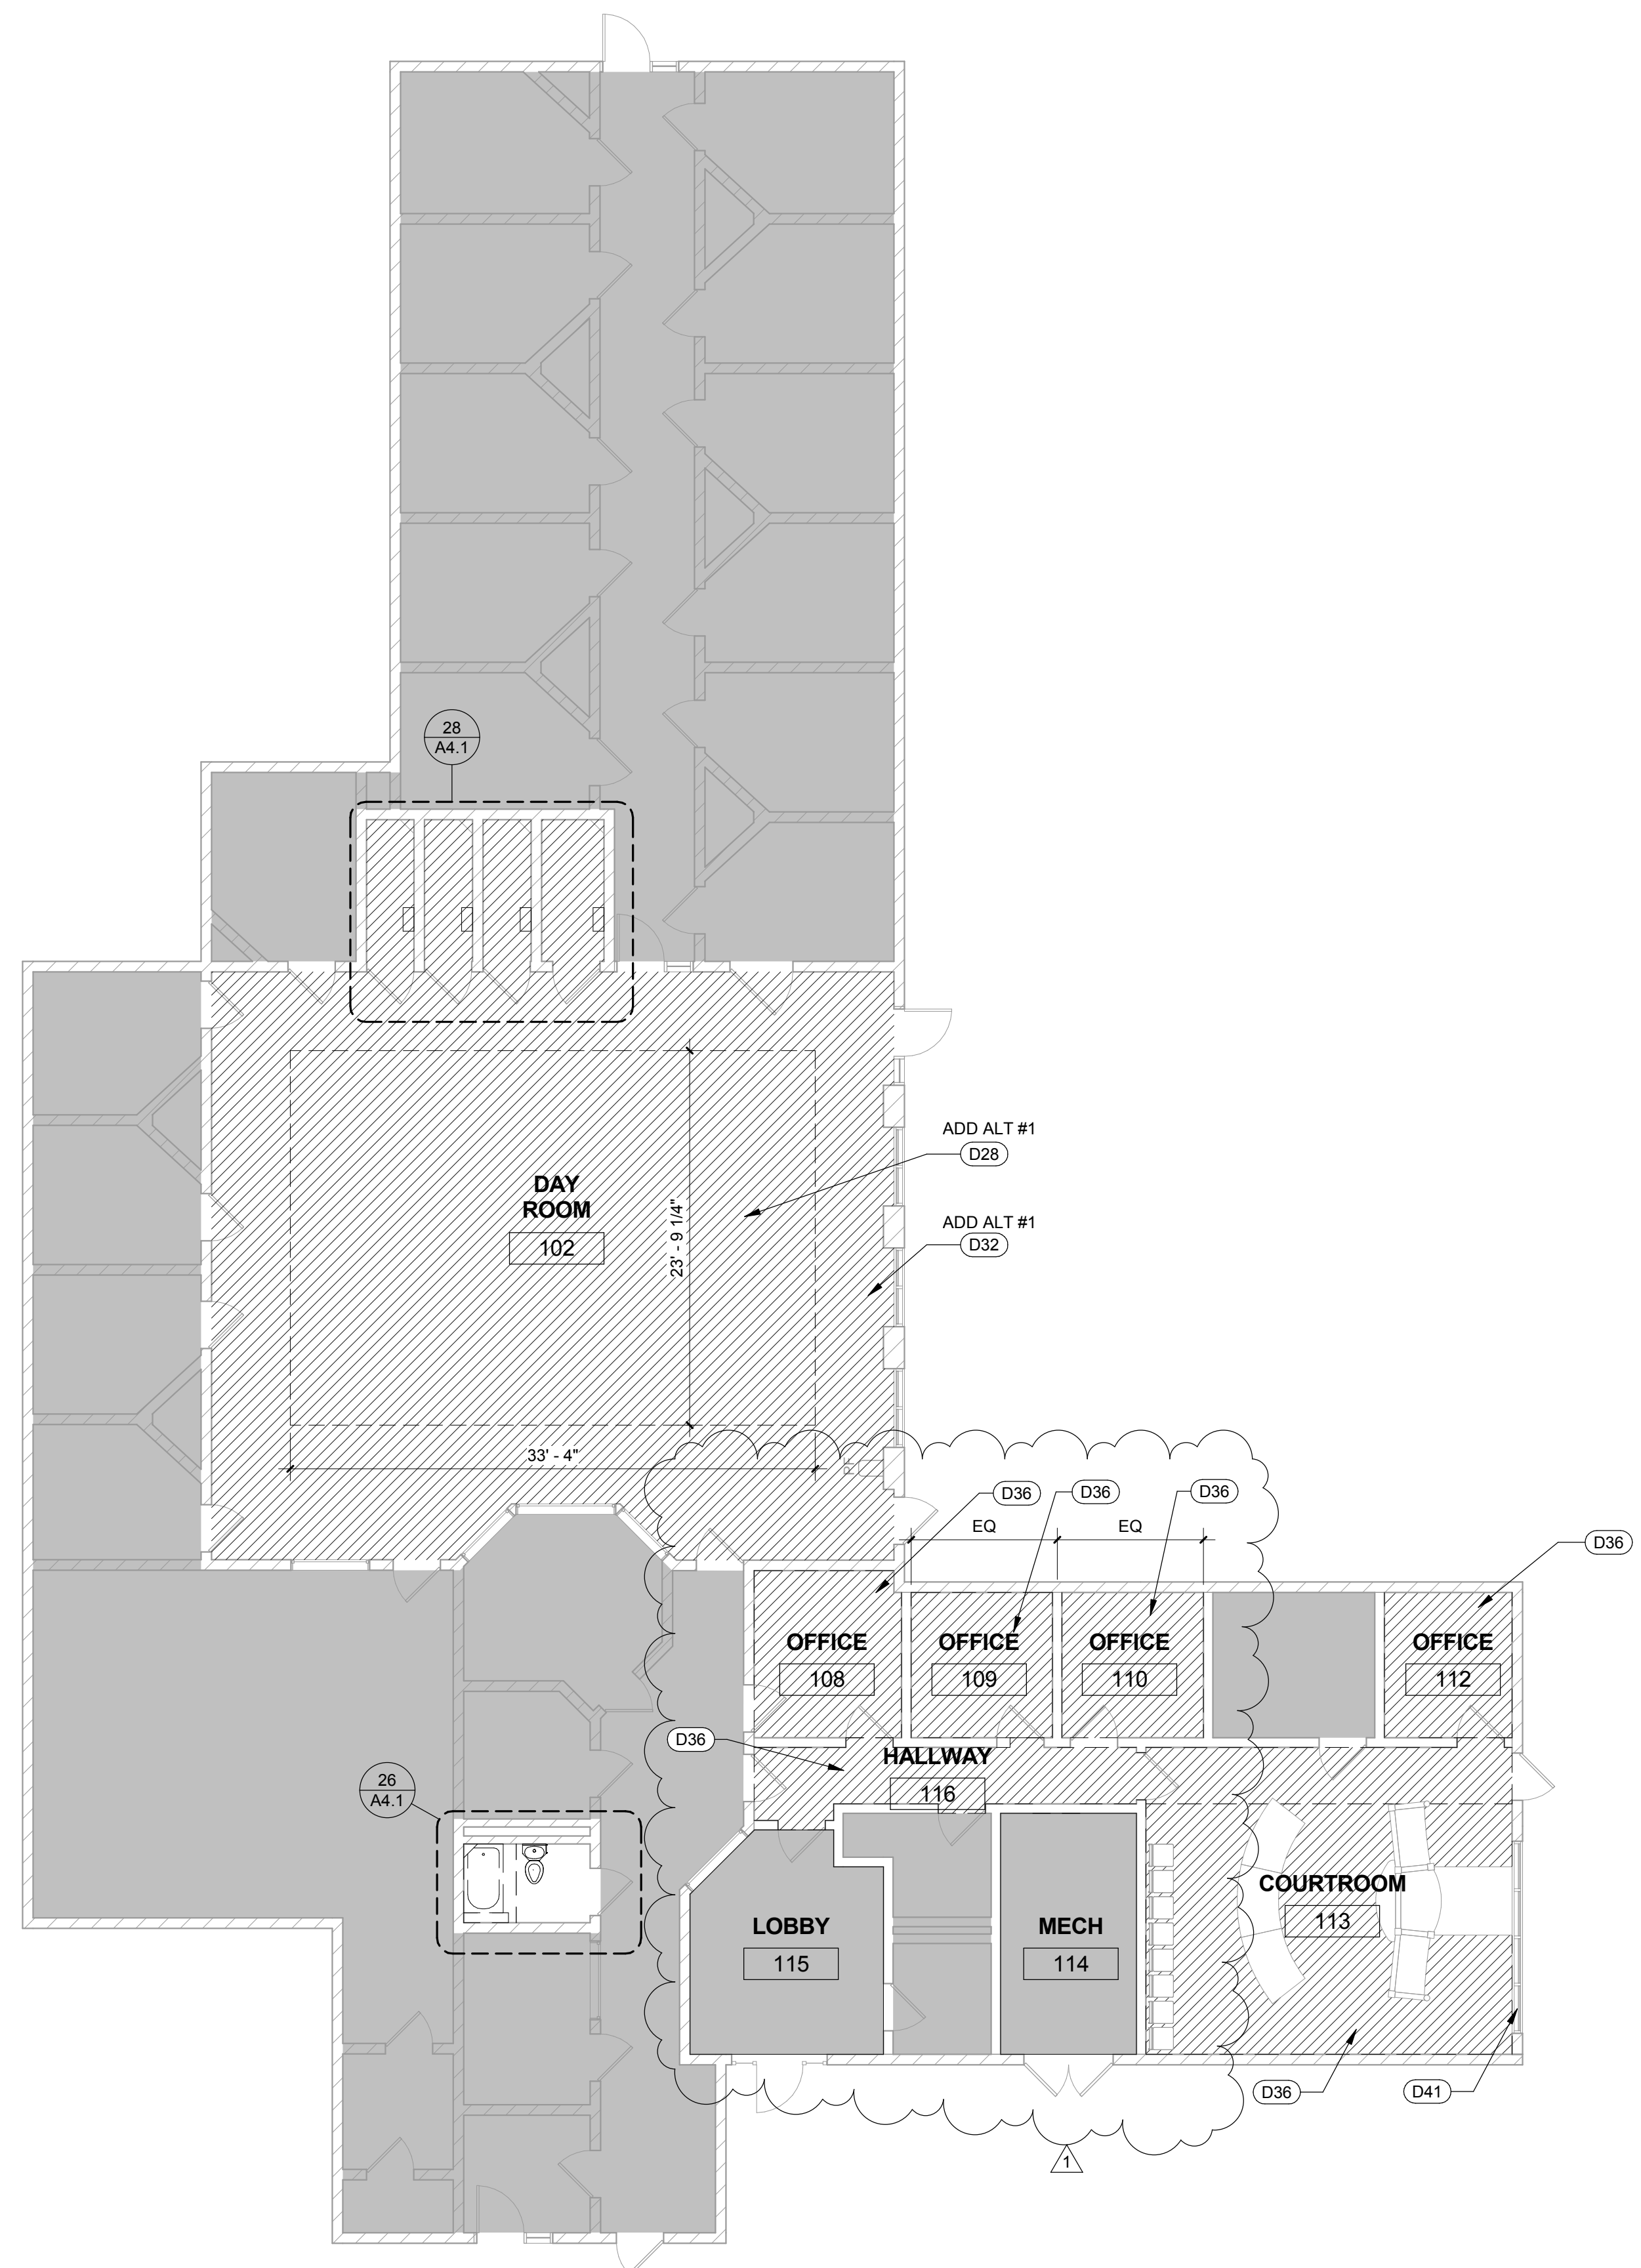 28
A4.1
ADD ALT #1
D28
DAY
ROOM
102
23' - 9 1/4"
ADD ALT #1
D32
33' - 4"
RF
D36
D36
D36
EQ
EQ
D36
OFFICE
108
OFFICE
109
OFFICE
110
OFFICE
112
D36
HALLWAY
116
26
A4.1
COURTROOM
113
LOBBY
115
MECH
114
D36
D41
1